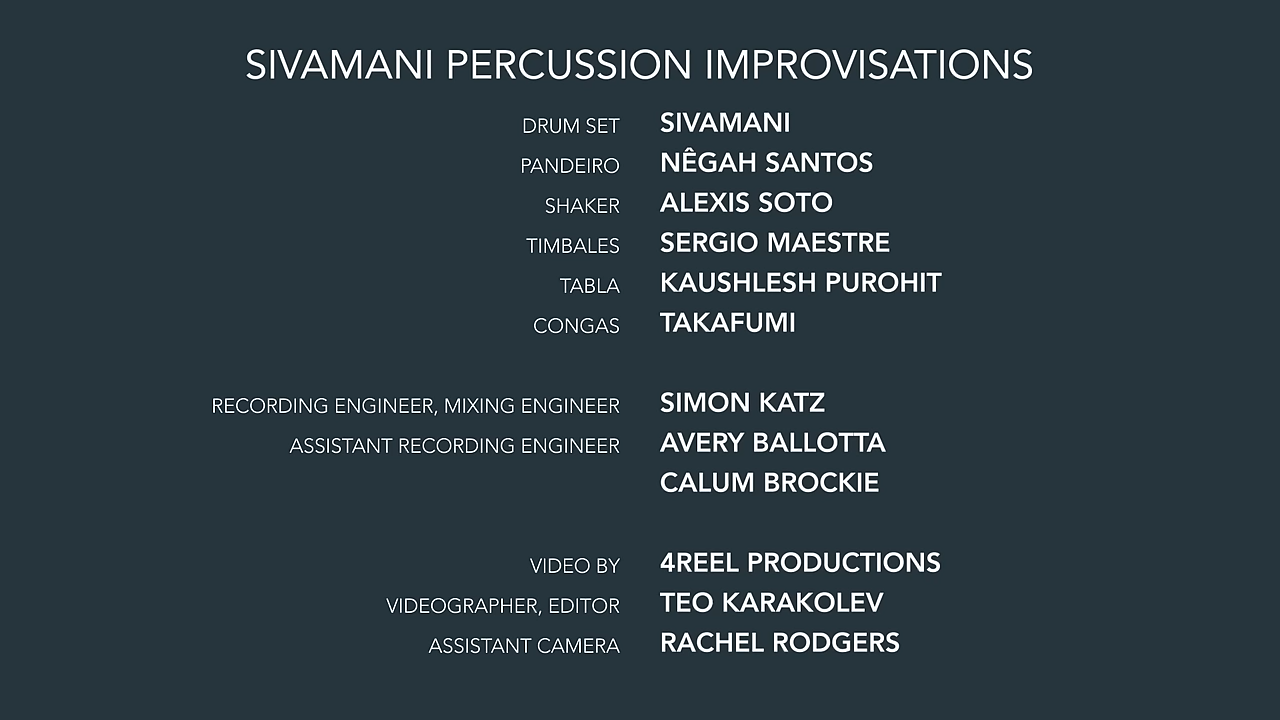 SIVAMANI PERCUSSION IMPROVISATIONS
DRUM SET SIVAMANI
PANDEIRO NÊGAH SANTOS
SHAKER ALEXIS SOTO
TIMBALES SERGIO MAESTRE
TABLA KAUSHLESH PUROHIT
CONGAS TAKAFUMI
RECORDING ENGINEER, MIXING ENGINEER SIMON KATZ
ASSISTANT RECORDING ENGINEER AVERY BALLOTTA
CALUM BROCKIE
VIDEO BY 4REEL PRODUCTIONS
VIDEOGRAPHER, EDITOR TEO KARAKOLEV
ASSISTANT CAMERA RACHEL RODGERS